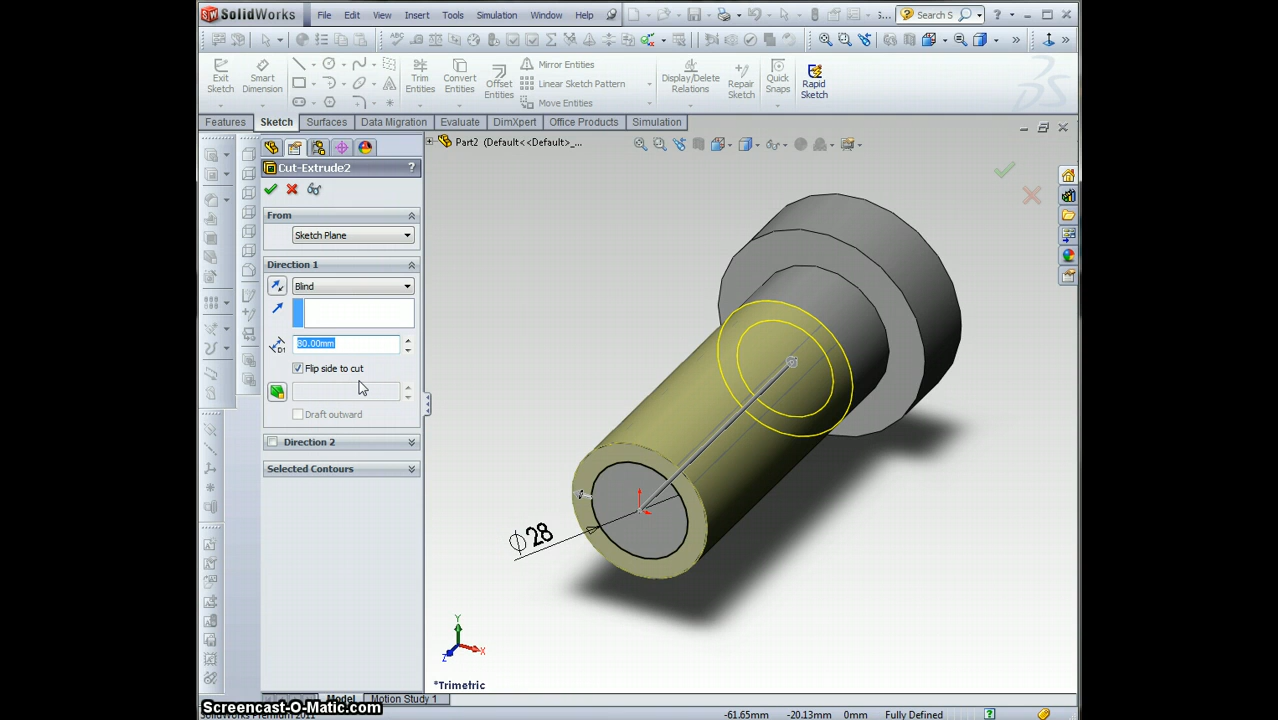 SolidWorks File Edit View Insert Tools Simulation Window Help S... Search S
Exit Sketch
Smart Dimension
Trim Entities
Convert Entities
Offset Entities
Mirror Entities
Linear Sketch Pattern
Move Entities
Display/Delete Relations
Repair Sketch
Quick Snaps
Rapid Sketch
Features Sketch Surfaces Data Migration Evaluate DimXpert Office Products Simulation
Part2 (Default<<Default>_...
Cut-Extrude2 ?
From
Sketch Plane
Direction 1
Blind
D1 80.00mm
Flip side to cut
Draft outward
Direction 2
Selected Contours
∅28
Y
X
Z
*Trimetric
Model Motion Study 1
Screencast-O-Matic.com
-61.65mm -20.13mm 0mm Fully Defined